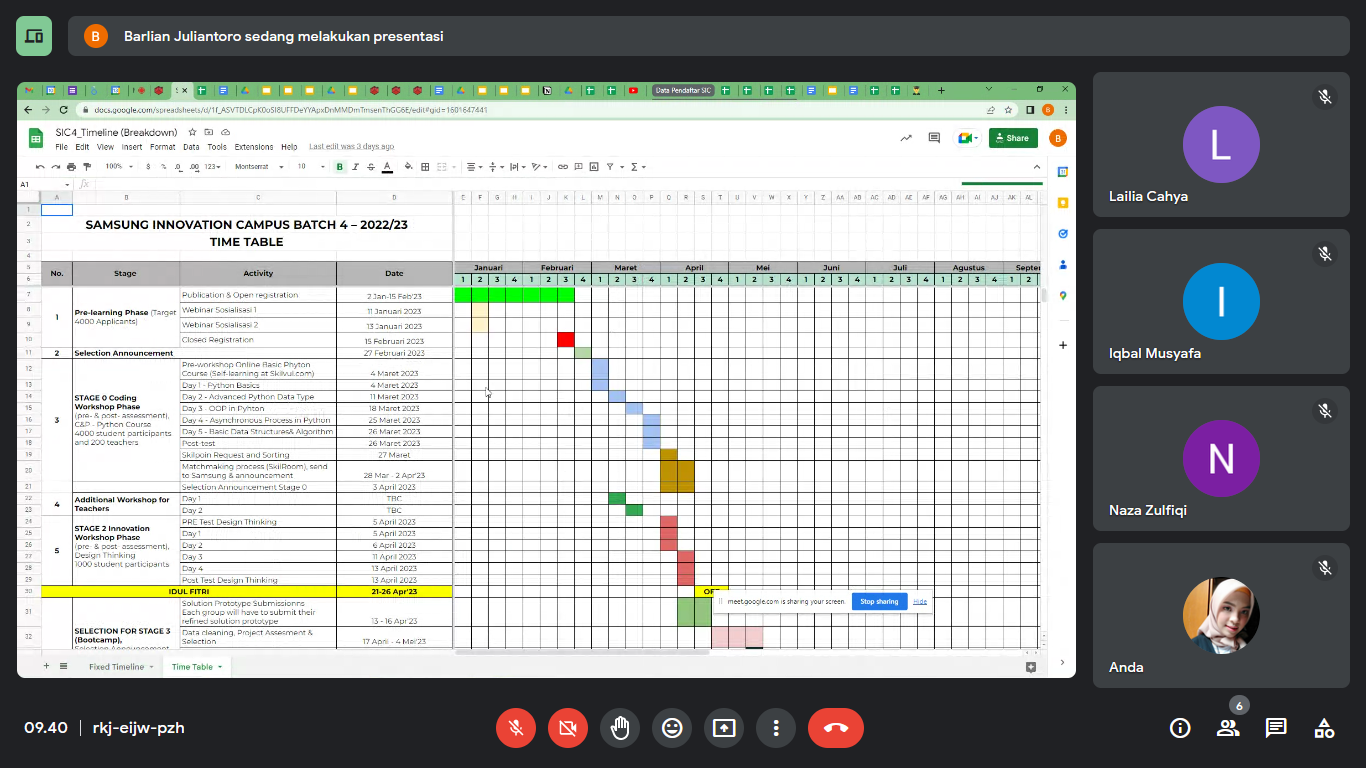 B Barlian Juliantoro sedang melakukan presentasi
Data Pendaftar SIC
docs.google.com/spreadsheets/d/1f_ASVTDLCpK0oSI8UFFDeYYApxDnMMDmTmsenThGG6E/edit#gid=1601647441
SIC4_Timeline (Breakdown)
File Edit View Insert Format Data Tools Extensions Help Last edit was 3 days ago
Share
B
100% $ % .0 .00 123 Montserrat 10 B I S A
A1 fx
A B C D E F G H I J K L M N O P Q R S T U V W X Y Z AA AB AC AD AE AF AG AH AI AJ AK AL
SAMSUNG INNOVATION CAMPUS BATCH 4 – 2022/23
TIME TABLE
No. Stage Activity Date Januari Februari Maret April Mei Juni Juli Agustus Septe
1 2 3 4 1 2 3 4 1 2 3 4 1 2 3 4 1 2 3 4 1 2 3 4 1 2 3 4 1 2 3 4 1 2
1 Pre-learning Phase (Target 4000 Applicants)
Publication & Open registration 2 Jan-15 Feb'23
Webinar Sosialisasi 1 11 Januari 2023
Webinar Sosialisasi 2 13 Januari 2023
Closed Registration 15 Februari 2023
2 Selection Announcement 27 Februari 2023
3 STAGE 0 Coding
Workshop Phase
(pre- & post- assessment),
C&P - Python Course
4000 student participants
and 200 teachers
Pre-workshop Online Basic Phyton
Course (Self-learning at Skilvul.com) 4 Maret 2023
Day 1 - Python Basics 4 Maret 2023
Day 2 - Advanced Python Data Type 11 Maret 2023
Day 3 - OOP in Pyhton 18 Maret 2023
Day 4 - Asynchronous Process in Python 25 Maret 2023
Day 5 - Basic Data Structures& Algorithm 26 Maret 2023
Post-test 26 Maret 2023
Skilpoin Request and Sorting 27 Maret
Matchmaking process (SkilRoom), send
to Samsung & announcement 28 Mar - 2 Apr'23
Selection Announcement Stage 0 3 April 2023
4 Additional Workshop for
Teachers
Day 1 TBC
Day 2 TBC
5 STAGE 2 Innovation
Workshop Phase
(pre- & post- assessment),
Design Thinking
1000 student participants
PRE Test Design Thinking 5 April 2023
Day 1 5 April 2023
Day 2 6 April 2023
Day 3 11 April 2023
Day 4 13 April 2023
Post Test Design Thinking 13 April 2023
IDUL FITRI 21-26 Apr'23
meet.google.com is sharing your screen. Stop sharing Hide
Solution Prototype Submissionns
Each group will have to submit their
refined solution prototype 13 - 16 Apr'23
SELECTION FOR STAGE 3
(Bootcamp),
Data cleaning, Project Assesment &
Selection 17 April - 4 Mei'23
Fixed Timeline Time Table
L
Lailia Cahya
I
Iqbal Musyafa
N
Naza Zulfiqi
Anda
09.40 | rkj-eijw-pzh
6